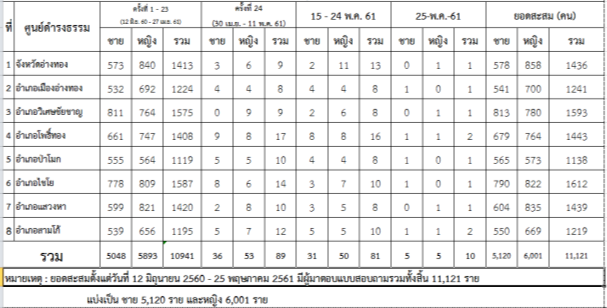 ที่ ศูนย์ดำรงธรรม ครั้งที่ 1 - 23 ครั้งที่ 24 15 - 24 พ.ค. 61 25-พ.ค.-61 ยอดสะสม (คน)
(12 มิย. 60 - 27 เมย. 61) (30 เม.ย. - 11 พ.ค. 61)
ชาย หญิง รวม ชาย หญิง รวม ชาย หญิง รวม ชาย หญิง รวม ชาย หญิง รวม
1 จังหวัดอ่างทอง 573 840 1413 3 6 9 2 11 13 0 1 1 578 858 1436
2 อำเภอเมืองอ่างทอง 532 692 1224 4 4 8 4 4 8 1 0 1 541 700 1241
3 อำเภอวิเศษชัยชาญ 811 764 1575 0 9 9 2 6 8 0 1 1 813 780 1593
4 อำเภอโพธิ์ทอง 661 747 1408 9 8 17 8 8 16 1 1 2 679 764 1443
5 อำเภอป่าโมก 555 564 1119 5 5 10 4 4 8 1 0 1 565 573 1138
6 อำเภอไชโย 778 809 1587 8 6 14 3 7 10 1 0 1 790 822 1612
7 อำเภอแสวงหา 599 821 1420 2 8 10 3 5 8 0 1 1 604 835 1439
8 อำเภอสามโก้ 539 656 1195 5 7 12 5 5 10 1 1 2 550 669 1219
รวม 5048 5893 10941 36 53 89 31 50 81 5 5 10 5,120 6,001 11,121
หมายเหตุ : ยอดสะสมตั้งแต่วันที่ 12 มิถุนายน 2560 - 25 พฤษภาคม 2561 มีผู้มาตอบแบบสอบถามรวมทั้งสิ้น 11,121 ราย
แบ่งเป็น ชาย 5,120 ราย และหญิง 6,001 ราย